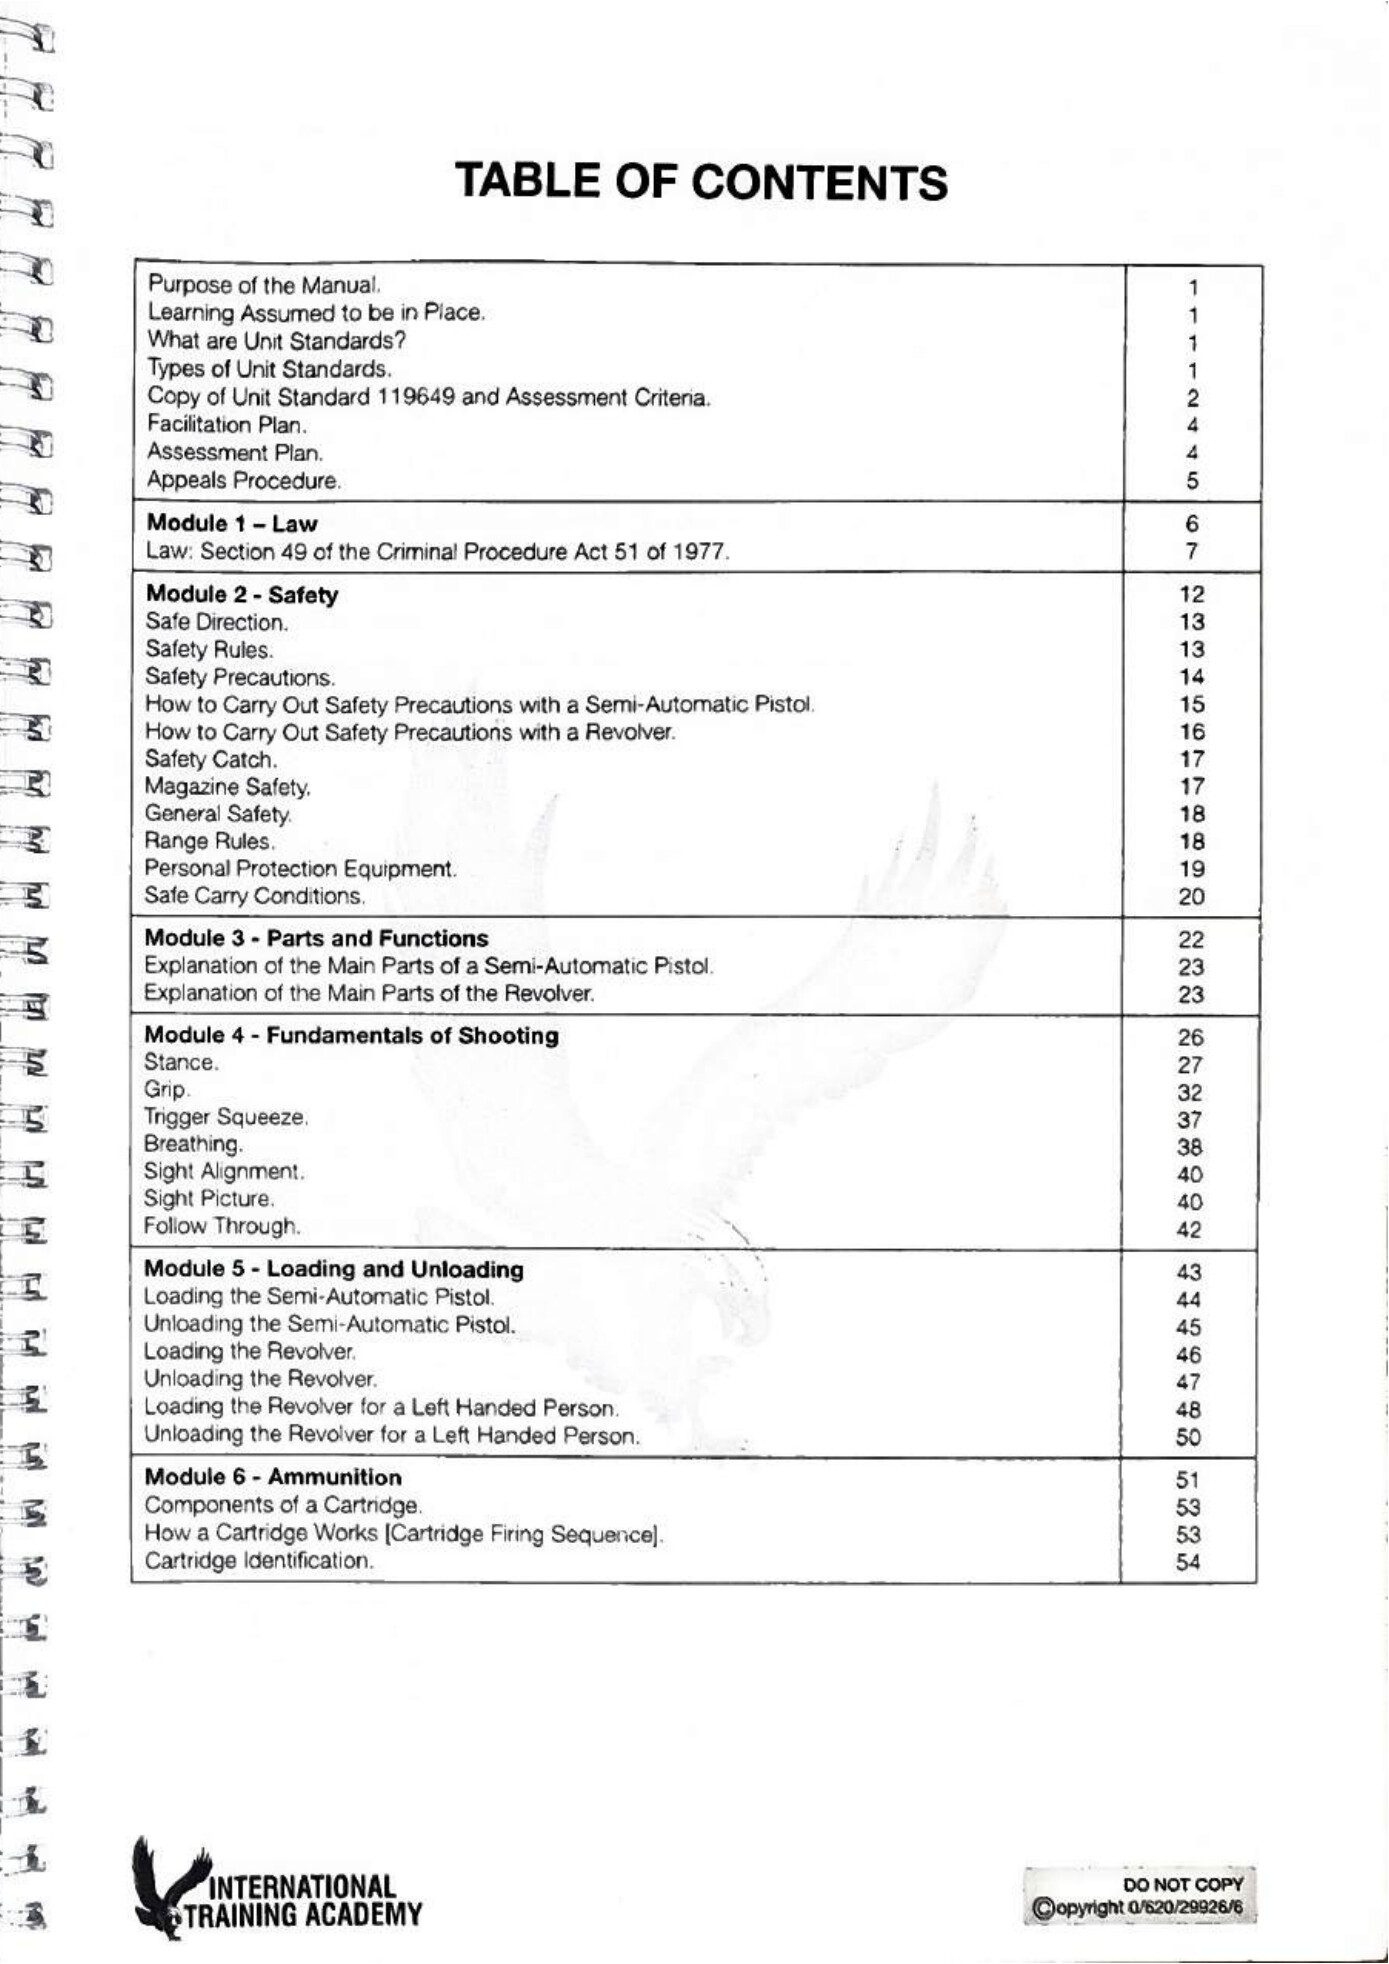 TABLE OF CONTENTS
Purpose of the Manual. 1
Learning Assumed to be in Place. 1
What are Unit Standards? 1
Types of Unit Standards. 1
Copy of Unit Standard 119649 and Assessment Criteria. 2
Facilitation Plan. 4
Assessment Plan. 4
Appeals Procedure. 5
Module 1 – Law 6
Law: Section 49 of the Criminal Procedure Act 51 of 1977. 7
Module 2 - Safety 12
Safe Direction. 13
Safety Rules. 13
Safety Precautions. 14
How to Carry Out Safety Precautions with a Semi-Automatic Pistol. 15
How to Carry Out Safety Precautions with a Revolver. 16
Safety Catch. 17
Magazine Safety. 17
General Safety. 18
Range Rules. 18
Personal Protection Equipment. 19
Safe Carry Conditions. 20
Module 3 - Parts and Functions 22
Explanation of the Main Parts of a Semi-Automatic Pistol. 23
Explanation of the Main Parts of the Revolver. 23
Module 4 - Fundamentals of Shooting 26
Stance. 27
Grip. 32
Trigger Squeeze. 37
Breathing. 38
Sight Alignment. 40
Sight Picture. 40
Follow Through. 42
Module 5 - Loading and Unloading 43
Loading the Semi-Automatic Pistol. 44
Unloading the Semi-Automatic Pistol. 45
Loading the Revolver. 46
Unloading the Revolver. 47
Loading the Revolver for a Left Handed Person. 48
Unloading the Revolver for a Left Handed Person. 50
Module 6 - Ammunition 51
Components of a Cartridge. 53
How a Cartridge Works [Cartridge Firing Sequence]. 53
Cartridge Identification. 54
INTERNATIONAL
TRAINING ACADEMY
DO NOT COPY
©opyright 0/620/29926/6